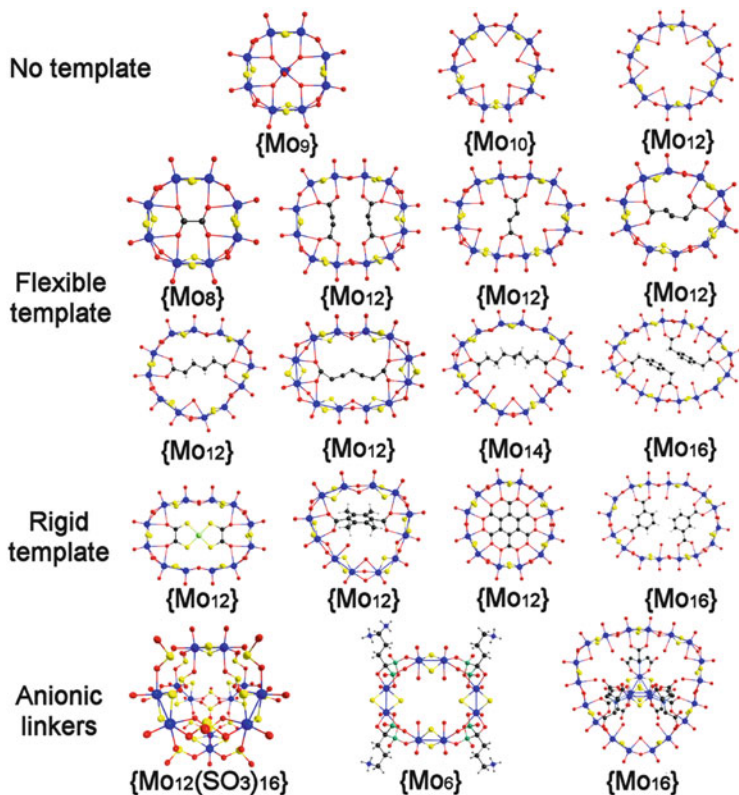 No template
{Mo9} {Mo10} {Mo12}
Flexible
template
{Mo8} {Mo12} {Mo12} {Mo12}
{Mo12} {Mo12} {Mo14} {Mo16}
Rigid
template
{Mo12} {Mo12} {Mo12} {Mo16}
Anionic
linkers
{Mo12(SO3)16} {Mo6} {Mo16}